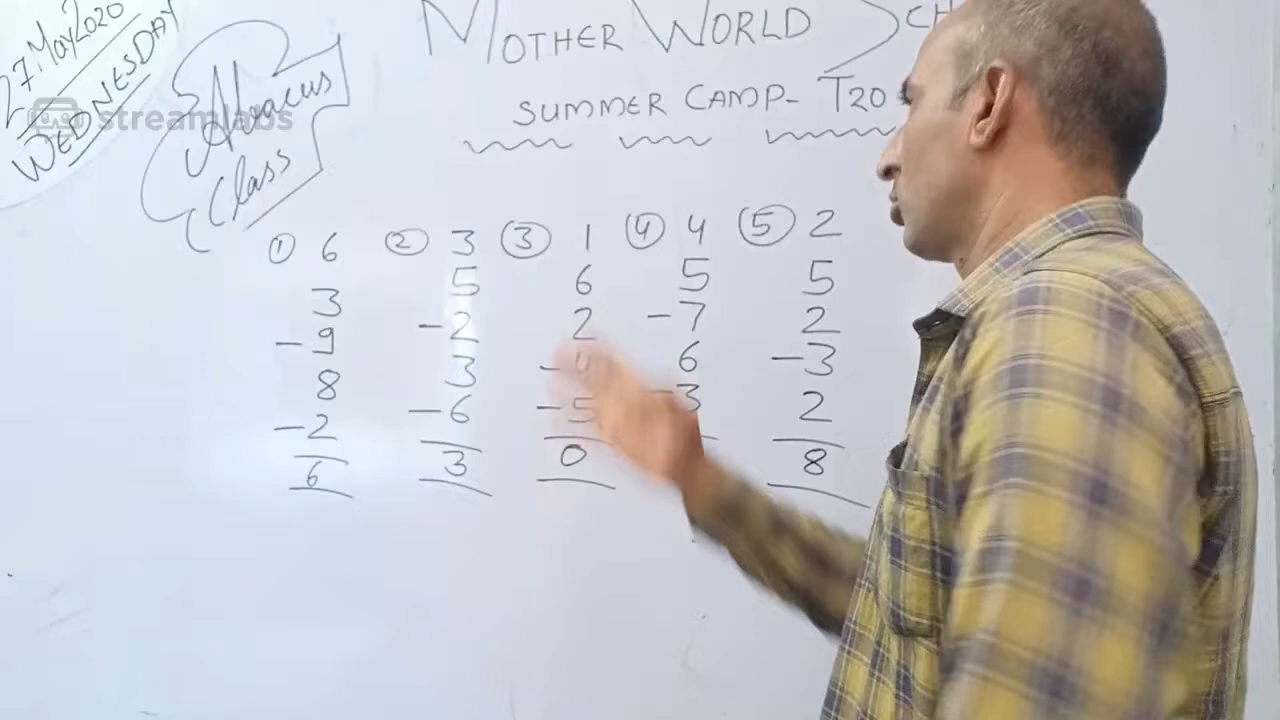 27 May 2020
WEDNESDAY
streamlabs
Abacus
Class
MOTHER WORLD SCH
SUMMER CAMP- T20
① 6 ② 3 ③ 1 ④ 4 ⑤ 2
3 5 6 5 5
-9 -2 2 -7 2
8 3 6 -3
-2 -6 -5 -3 2
6 3 0 8